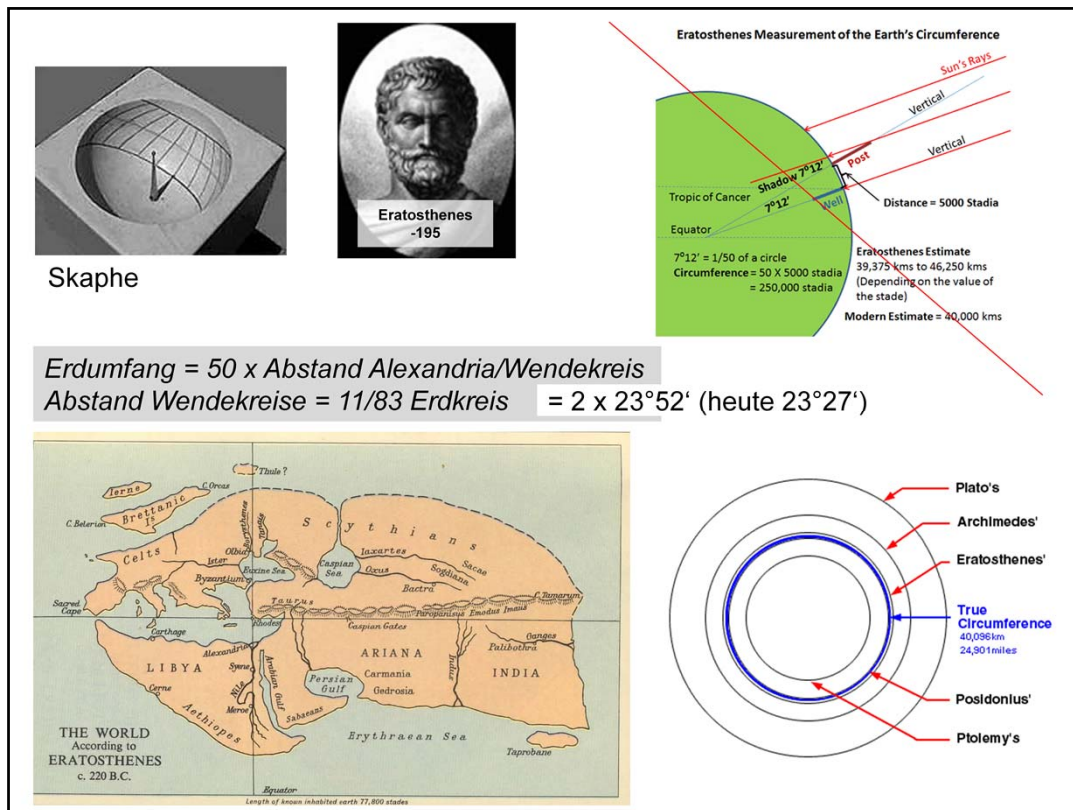 Skaphe
Eratosthenes
-195
Eratosthenes Measurement of the Earth's Circumference
Sun's Rays
Vertical
Vertical
Post
Shadow 7°12'
Well
7°12'
Tropic of Cancer
Equator
Distance = 5000 Stadia
7°12' = 1/50 of a circle
Circumference = 50 X 5000 stadia
= 250,000 stadia
Eratosthenes Estimate
39,375 kms to 46,250 kms
(Depending on the value of
the stade)
Modern Estimate = 40,000 kms
Erdumfang = 50 x Abstand Alexandria/Wendekreis
Abstand Wendekreise = 11/83 Erdkreis = 2 x 23°52‘ (heute 23°27‘)
Thule ?
Ierne
C. Orcas
Brettanic
Is
C. Belerion
Celts
Scythians
Borysthenes
Tanais
Olbia
Ister
Euxine Sea
Caspian
Sea
Iaxartes
Sacae
Oxus
Sogdiana
Bactra
Byzantium
Sacred
Cape
Taurus
C. Tamarum
Paropanisus Emodus Imaus
Rhodes
Caspian Gates
Carthage
Alexandria
Ganges
Palibothra
LIBYA
Syene
ARIANA
Carmania
Gedrosia
Indus
INDIA
Persian
Gulf
Arabian Gulf
Nile
Cerne
Meroe
Sabaeans
Aethiopes
Erythraean Sea
Taprobane
THE WORLD
According to
ERATOSTHENES
c. 220 B.C.
Equator
Length of known inhabited earth 77,800 stades
Plato's
Archimedes'
Eratosthenes'
True
Circumference
40,096km
24,901miles
Posidonius'
Ptolemy's